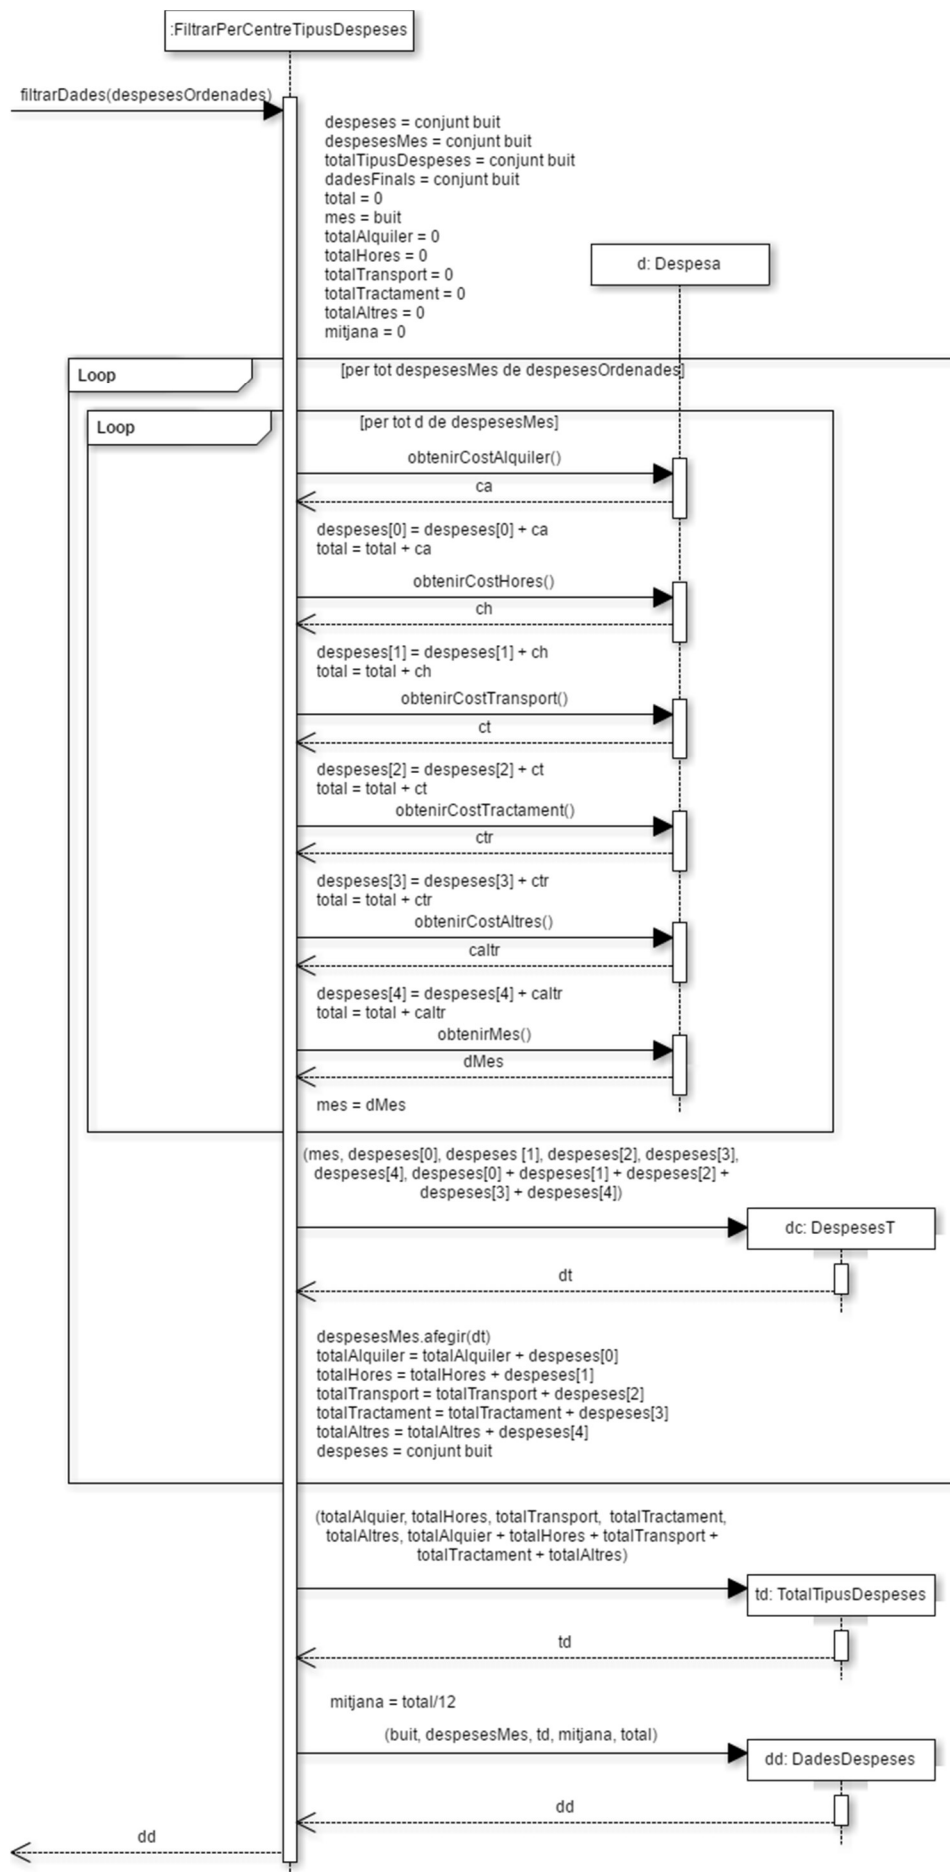 :FiltrarPerCentreTipusDespeses
filtrarDades(despesesOrdenades)
despeses = conjunt buit
despesesMes = conjunt buit
totalTipusDespeses = conjunt buit
dadesFinals = conjunt buit
total = 0
mes = buit
totalAlquiler = 0
totalHores = 0
totalTransport = 0
totalTractament = 0
totalAltres = 0
mitjana = 0
d: Despesa
Loop
[per tot despesesMes de despesesOrdenades]
Loop
[per tot d de despesesMes]
obtenirCostAlquiler()
ca
despeses[0] = despeses[0] + ca
total = total + ca
obtenirCostHores()
ch
despeses[1] = despeses[1] + ch
total = total + ch
obtenirCostTransport()
ct
despeses[2] = despeses[2] + ct
total = total + ct
obtenirCostTractament()
ctr
despeses[3] = despeses[3] + ctr
total = total + ctr
obtenirCostAltres()
caltr
despeses[4] = despeses[4] + caltr
total = total + caltr
obtenirMes()
dMes
mes = dMes
(mes, despeses[0], despeses [1], despeses[2], despeses[3],
despeses[4], despeses[0] + despeses[1] + despeses[2] +
despeses[3] + despeses[4])
dc: DespesesT
dt
despesesMes.afegir(dt)
totalAlquiler = totalAlquiler + despeses[0]
totalHores = totalHores + despeses[1]
totalTransport = totalTransport + despeses[2]
totalTractament = totalTractament + despeses[3]
totalAltres = totalAltres + despeses[4]
despeses = conjunt buit
(totalAlquier, totalHores, totalTransport, totalTractament,
totalAltres, totalAlquier + totalHores + totalTransport +
totalTractament + totalAltres)
td: TotalTipusDespeses
td
mitjana = total/12
(buit, despesesMes, td, mitjana, total)
dd: DadesDespeses
dd
dd